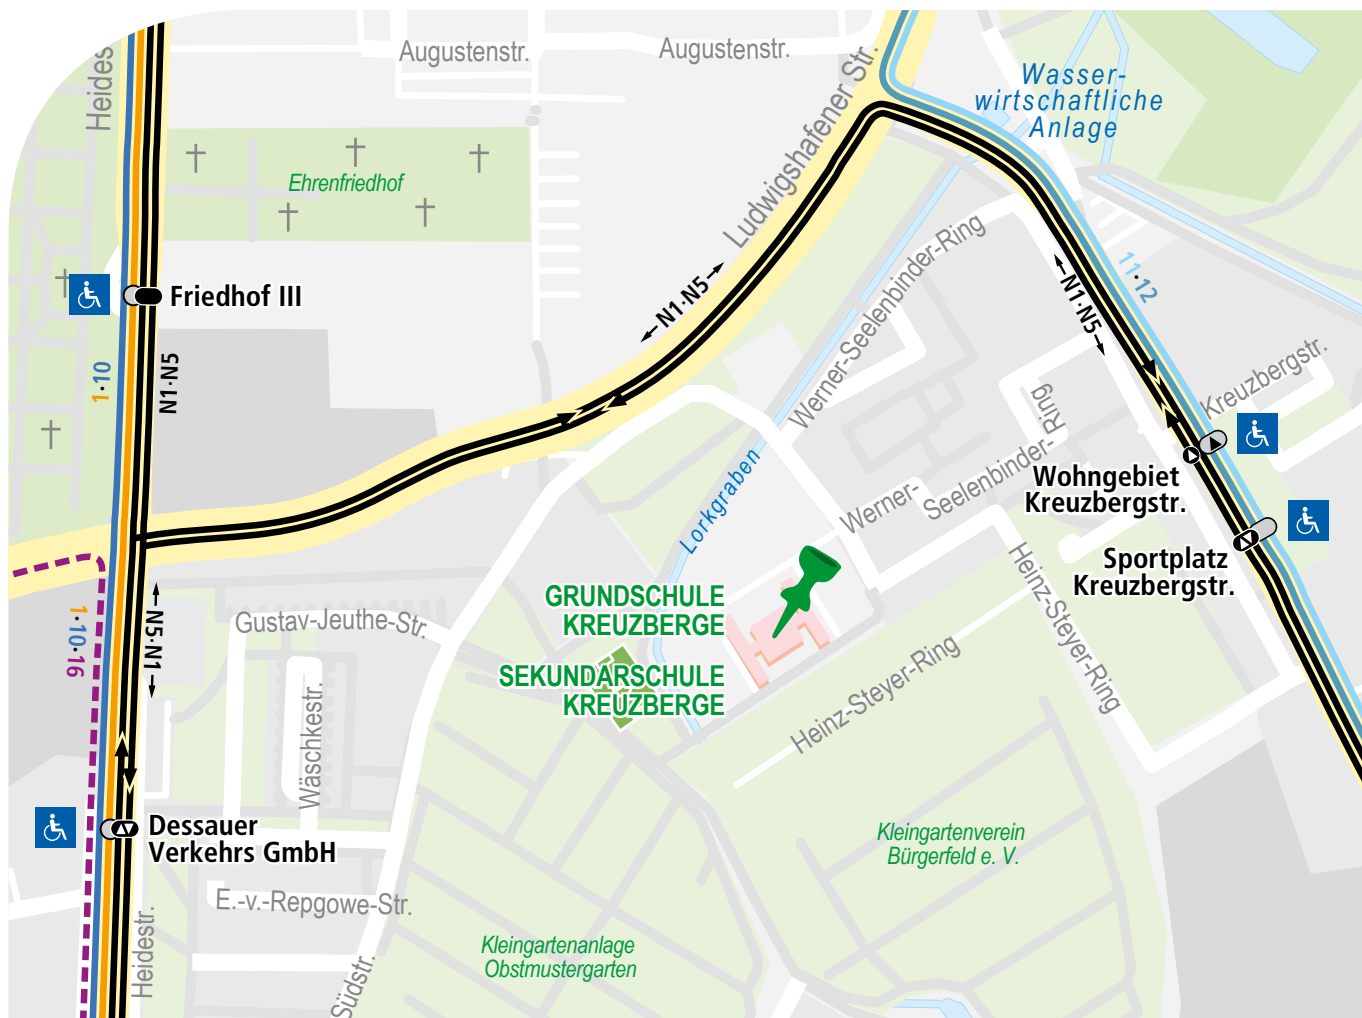 Augustenstr.
Augustenstr.
Heides
Ludwigshafener Str.
Wasser-
wirtschaftliche
Anlage
Ehrenfriedhof
Friedhof III
1·10
N1·N5
N1·N5
N1·N5
11·12
Werner-Seelenbinder-Ring
Kreuzbergstr.
Wohngebiet
Kreuzbergstr.
Werner-
Seelenbinder-
Ring
Lorkgraben
Sportplatz
Kreuzbergstr.
GRUNDSCHULE
KREUZBERGE
SEKUNDARSCHULE
KREUZBERGE
Heinz-Steyer-Ring
Heinz-Steyer-Ring
1·10·16
N5·N1
Gustav-Jeuthe-Str.
Wäschkestr.
Dessauer
Verkehrs GmbH
E.-v.-Repgowe-Str.
Heidestr.
Südstr.
Kleingartenverein
Bürgerfeld e. V.
Kleingartenanlage
Obstmustergarten